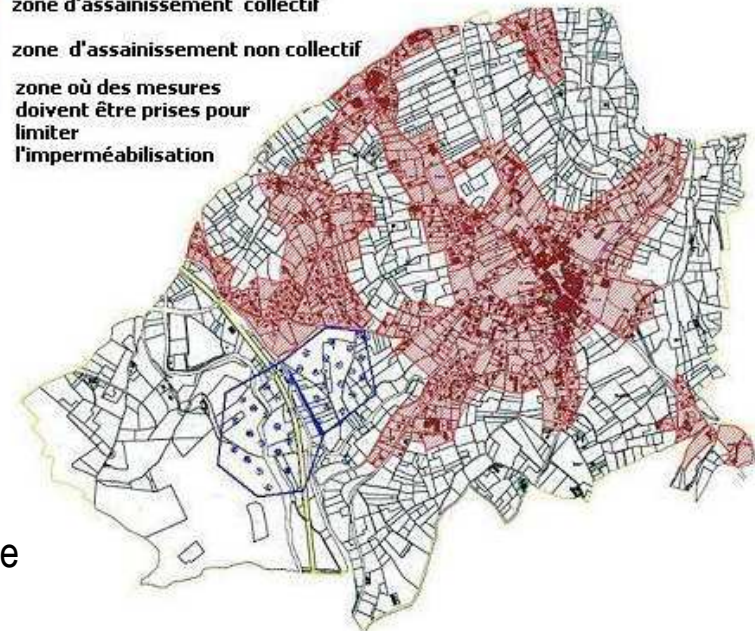 zone d'assainissement collectif
zone d'assainissement non collectif
zone où des mesures
doivent être prises pour
limiter
l'imperméabilisation
e